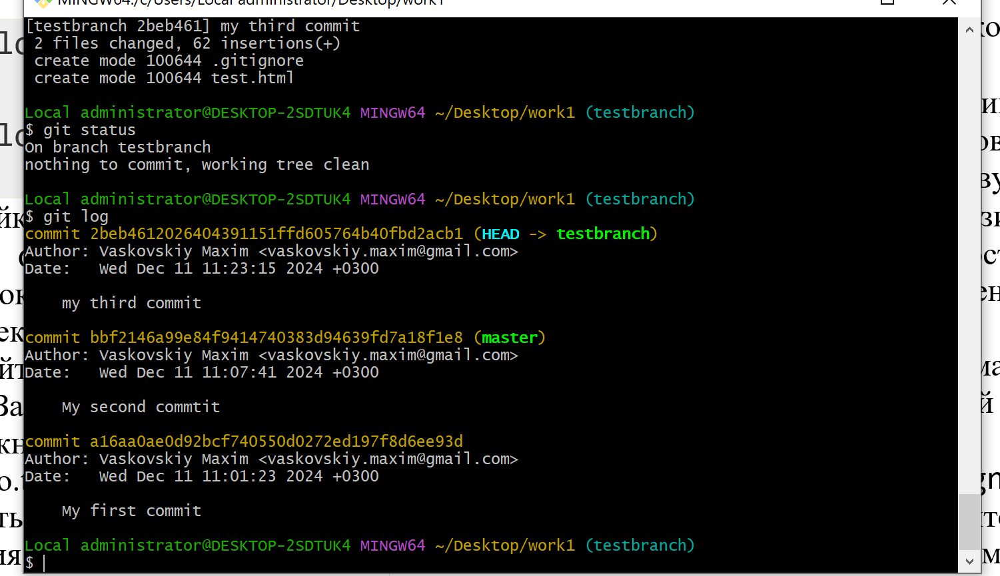 MINGW64:/c/Users/Local administrator/Desktop/work1
[testbranch 2beb461] my third commit
 2 files changed, 62 insertions(+)
 create mode 100644 .gitignore
 create mode 100644 test.html
Local administrator@DESKTOP-2SDTUK4 MINGW64 ~/Desktop/work1 (testbranch)
$ git status
On branch testbranch
nothing to commit, working tree clean
Local administrator@DESKTOP-2SDTUK4 MINGW64 ~/Desktop/work1 (testbranch)
$ git log
commit 2beb4612026404391151ffd605764b40fbd2acb1 (HEAD -> testbranch)
Author: Vaskovskiy Maxim <vaskovskiy.maxim@gmail.com>
Date:   Wed Dec 11 11:23:15 2024 +0300
    my third commit
commit bbf2146a99e84f9414740383d94639fd7a18f1e8 (master)
Author: Vaskovskiy Maxim <vaskovskiy.maxim@gmail.com>
Date:   Wed Dec 11 11:07:41 2024 +0300
    My second commtit
commit a16aa0ae0d92bcf740550d0272ed197f8d6ee93d
Author: Vaskovskiy Maxim <vaskovskiy.maxim@gmail.com>
Date:   Wed Dec 11 11:01:23 2024 +0300
    My first commit
Local administrator@DESKTOP-2SDTUK4 MINGW64 ~/Desktop/work1 (testbranch)
$